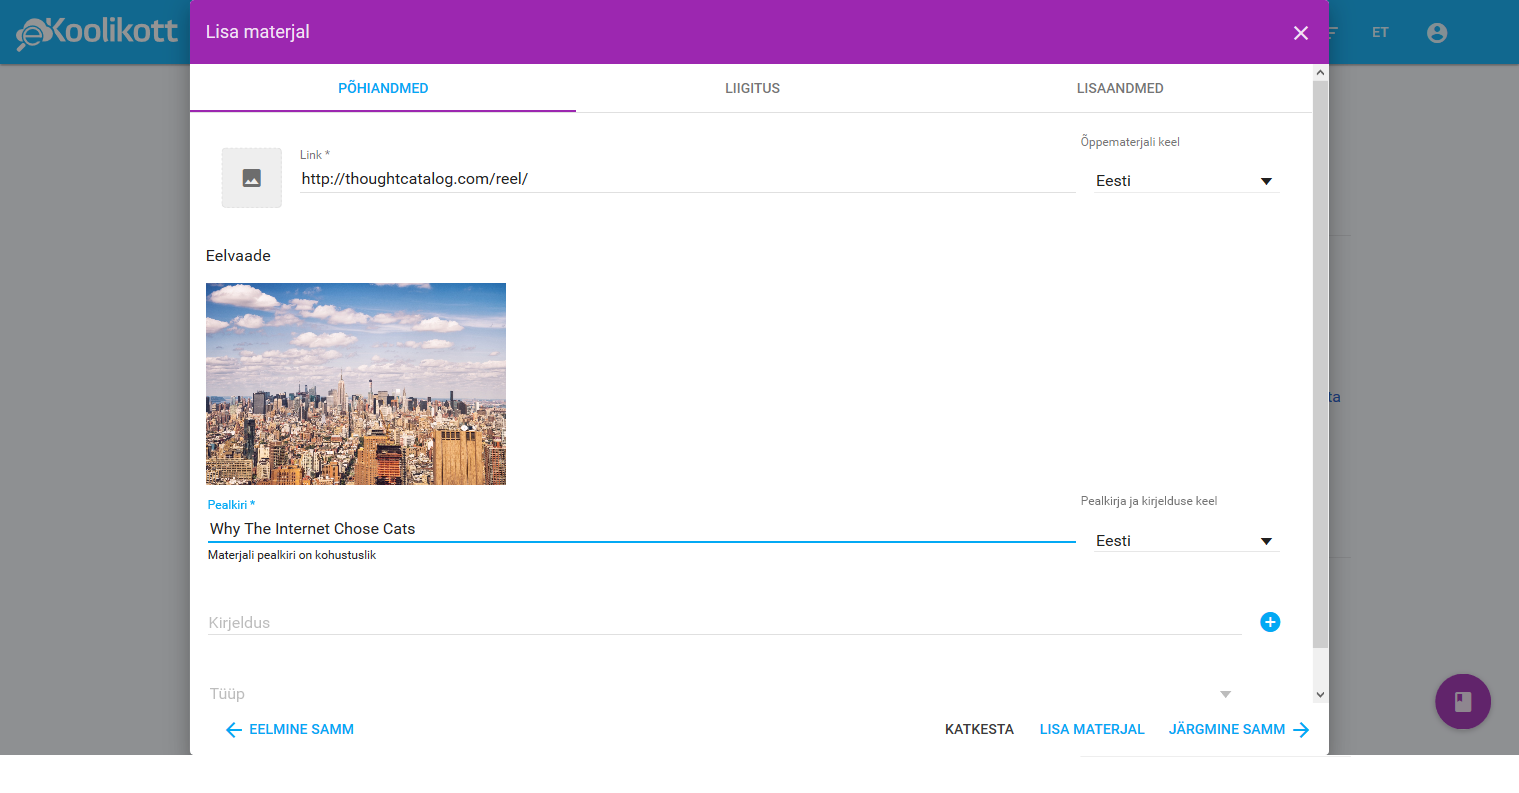 eKoolikott
Lisa materjal
ET
PÕHIANDMED
LIIGITUS
LISAANDMED
Link *
Õppematerjali keel
http://thoughtcatalog.com/reel/
Eesti
Eelvaade
ta
Pealkiri *
Pealkirja ja kirjelduse keel
Why The Internet Chose Cats
Eesti
Materjali pealkiri on kohustuslik
Kirjeldus
Tüüp
EELMINE SAMM
KATKESTA
LISA MATERJAL
JÄRGMINE SAMM